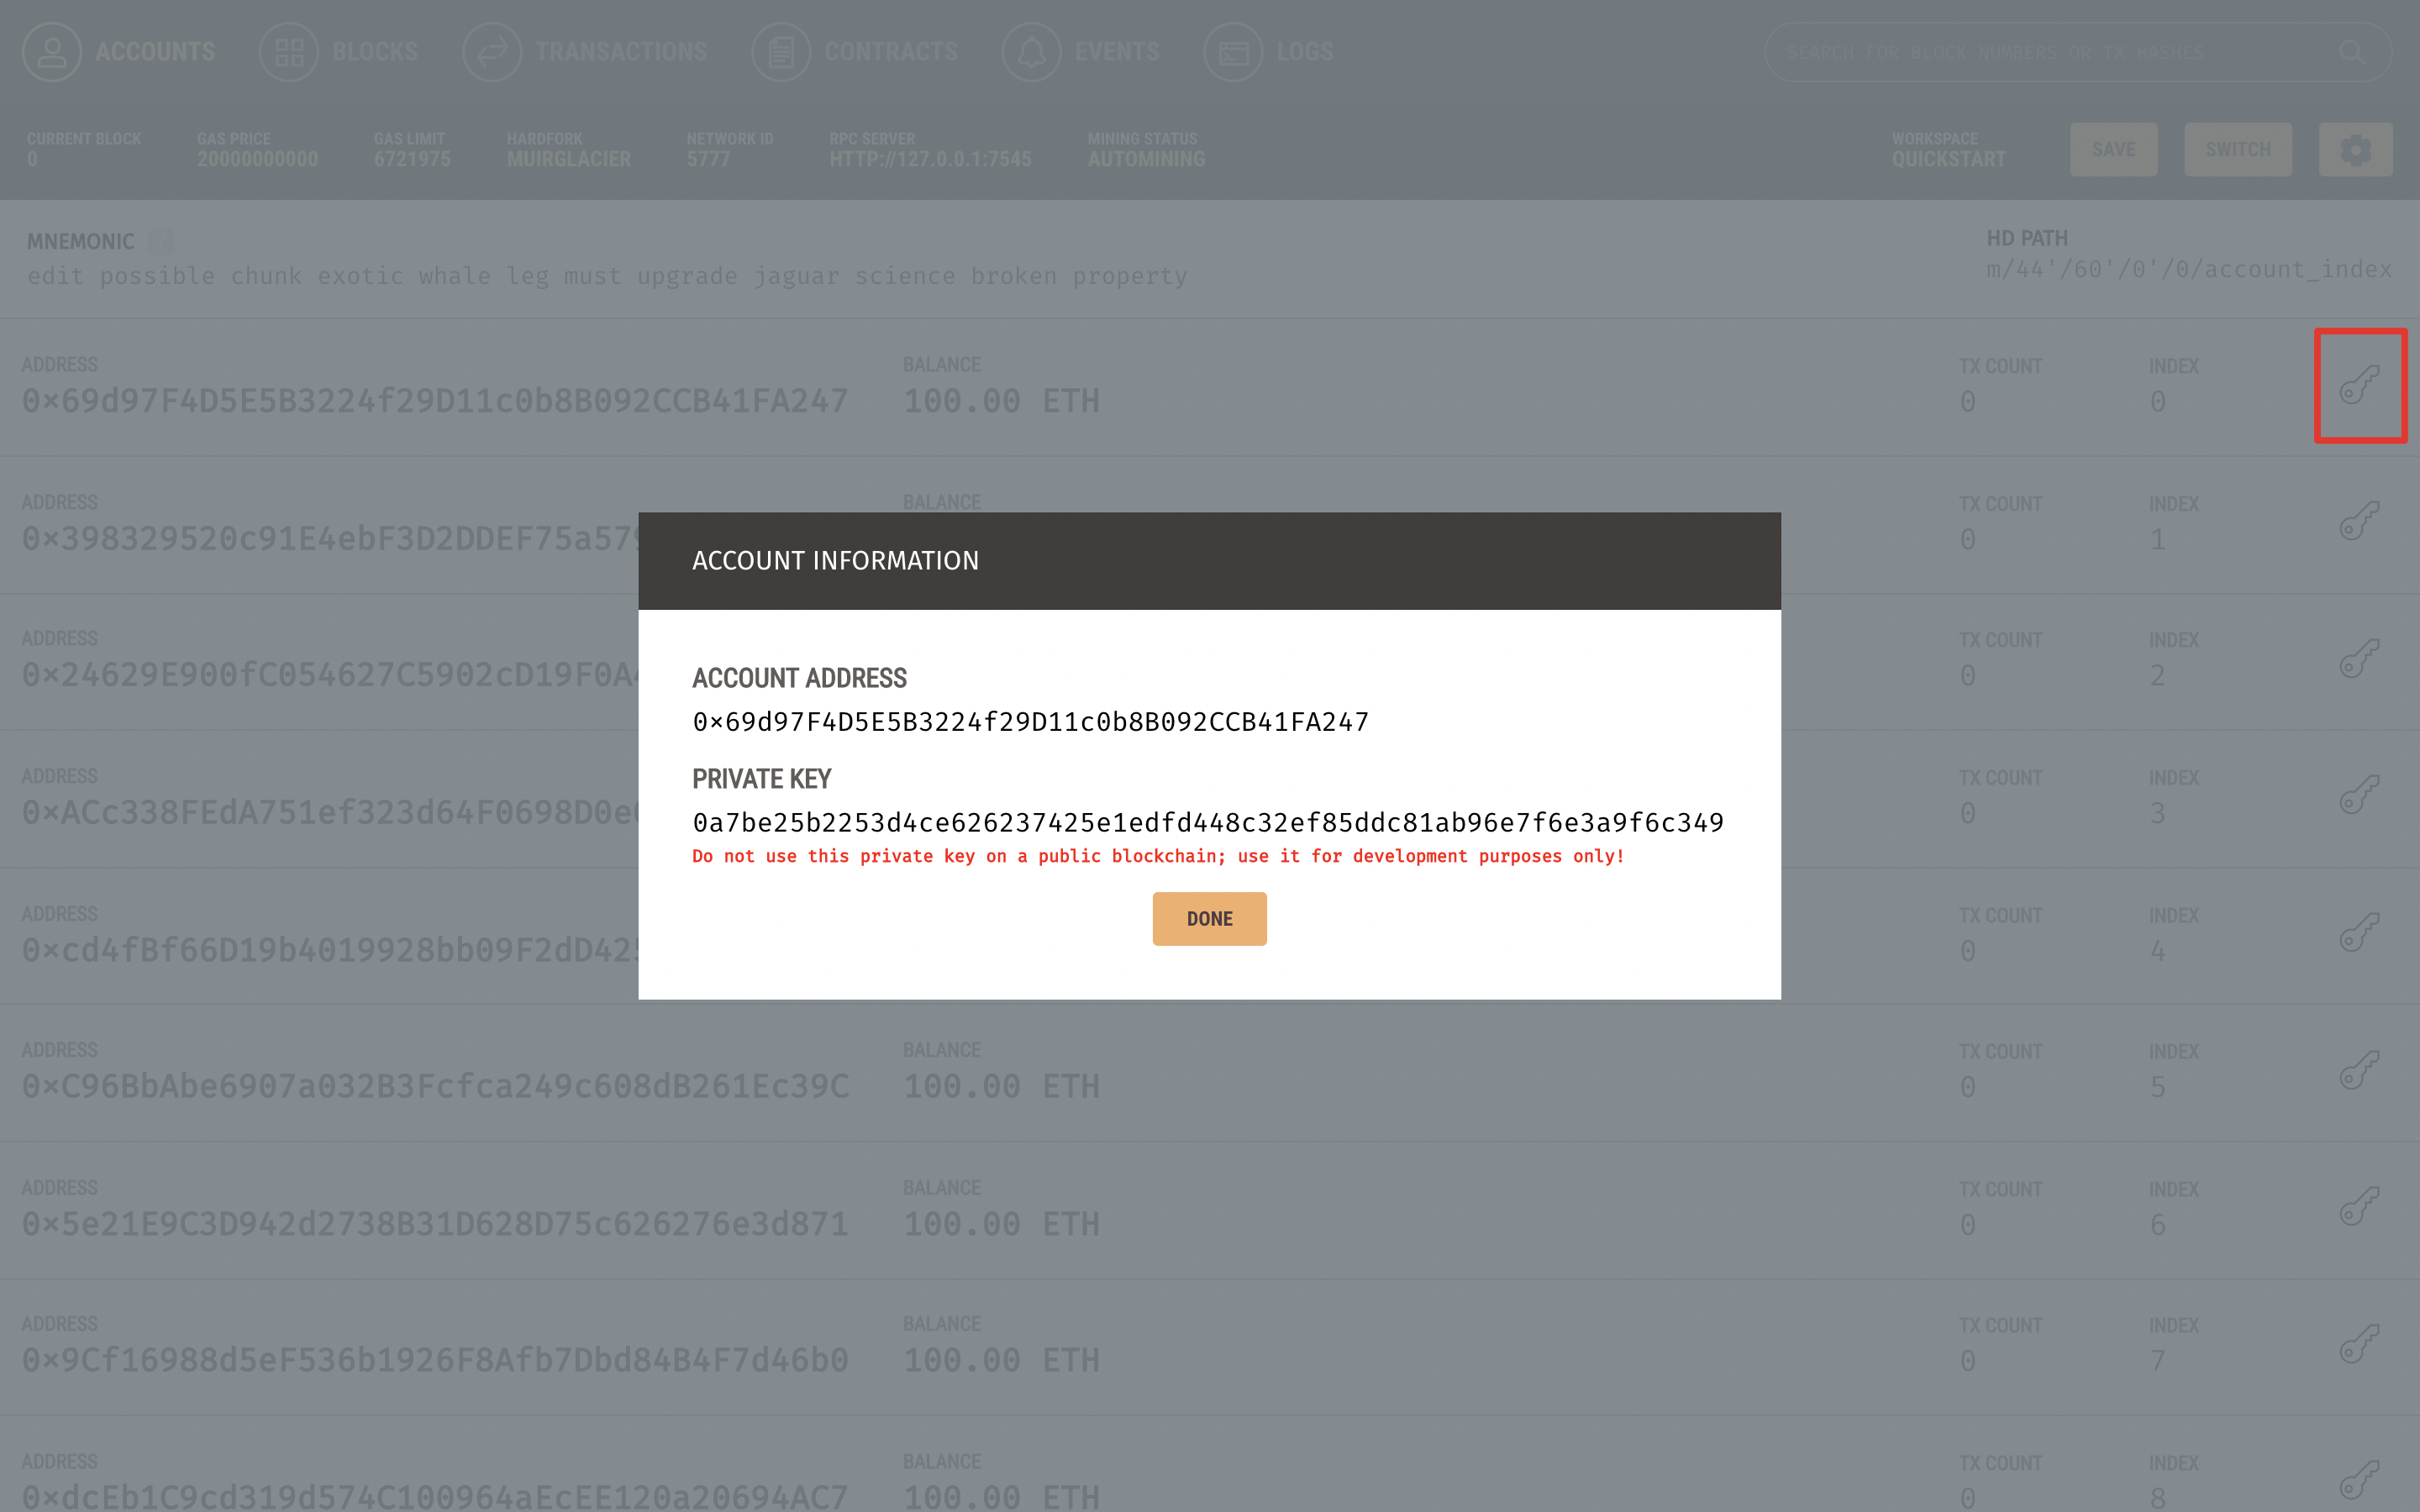 ACCOUNTS BLOCKS TRANSACTIONS CONTRACTS EVENTS LOGS SEARCH FOR BLOCK NUMBERS OR TX HASHES
CURRENT BLOCK GAS PRICE GAS LIMIT HARDFORK NETWORK ID RPC SERVER MINING STATUS WORKSPACE
0 20000000000 6721975 MUIRGLACIER 5777 HTTP://127.0.0.1:7545 AUTOMINING QUICKSTART SAVE SWITCH
MNEMONIC ? HD PATH
edit possible chunk exotic whale leg must upgrade jaguar science broken property m/44'/60'/0'/0/account_index
ADDRESS BALANCE TX COUNT INDEX
0×69d97F4D5E5B3224f29D11c0b8B092CCB41FA247 100.00 ETH 0 0
ADDRESS BALANCE TX COUNT INDEX
0×398329520c91E4ebF3D2DDEF75a579 0 1
ADDRESS TX COUNT INDEX
0×24629E900fC054627C5902cD19F0A4 0 2
ADDRESS TX COUNT INDEX
0×ACc338FEdA751ef323d64F0698D0e 0 3
ADDRESS TX COUNT INDEX
0×cd4fBf66D19b4019928bb09F2dD425 0 4
ACCOUNT INFORMATION
ACCOUNT ADDRESS
0×69d97F4D5E5B3224f29D11c0b8B092CCB41FA247
PRIVATE KEY
0a7be25b2253d4ce626237425e1edfd448c32ef85ddc81ab96e7f6e3a9f6c349
Do not use this private key on a public blockchain; use it for development purposes only!
DONE
ADDRESS BALANCE TX COUNT INDEX
0×C96BbAbe6907a032B3Fcfca249c608dB261Ec39C 100.00 ETH 0 5
ADDRESS BALANCE TX COUNT INDEX
0×5e21E9C3D942d2738B31D628D75c626276e3d871 100.00 ETH 0 6
ADDRESS BALANCE TX COUNT INDEX
0×9Cf16988d5eF536b1926F8Afb7Dbd84B4F7d46b0 100.00 ETH 0 7
ADDRESS BALANCE TX COUNT INDEX
0×dcEb1C9cd319d574C100964aEcEE120a20694AC7 100.00 ETH 0 8